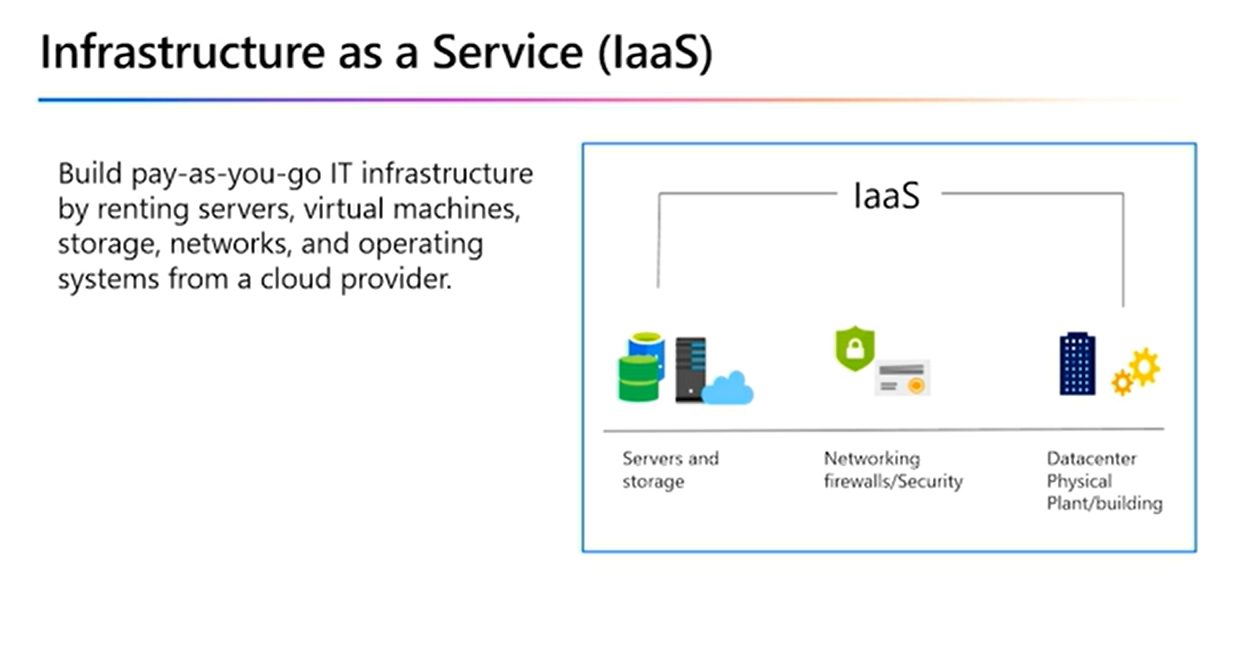 Infrastructure as a Service (IaaS)
Build pay-as-you-go IT infrastructure
by renting servers, virtual machines,
storage, networks, and operating
systems from a cloud provider.
IaaS
Servers and
storage
Networking
firewalls/Security
Datacenter
Physical
Plant/building